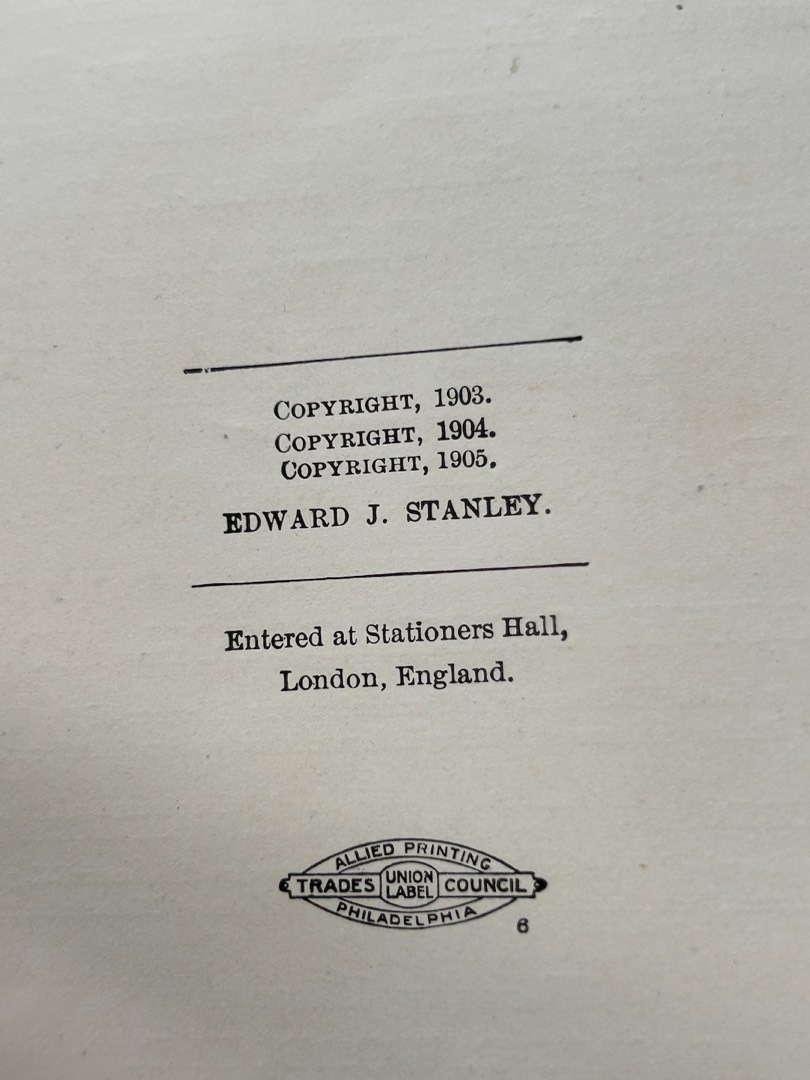 COPYRIGHT, 1903.
COPYRIGHT, 1904.
COPYRIGHT, 1905.
EDWARD J. STANLEY.
Entered at Stationers Hall,
London, England.
ALLIED PRINTING
TRADES UNION LABEL COUNCIL
PHILADELPHIA
6